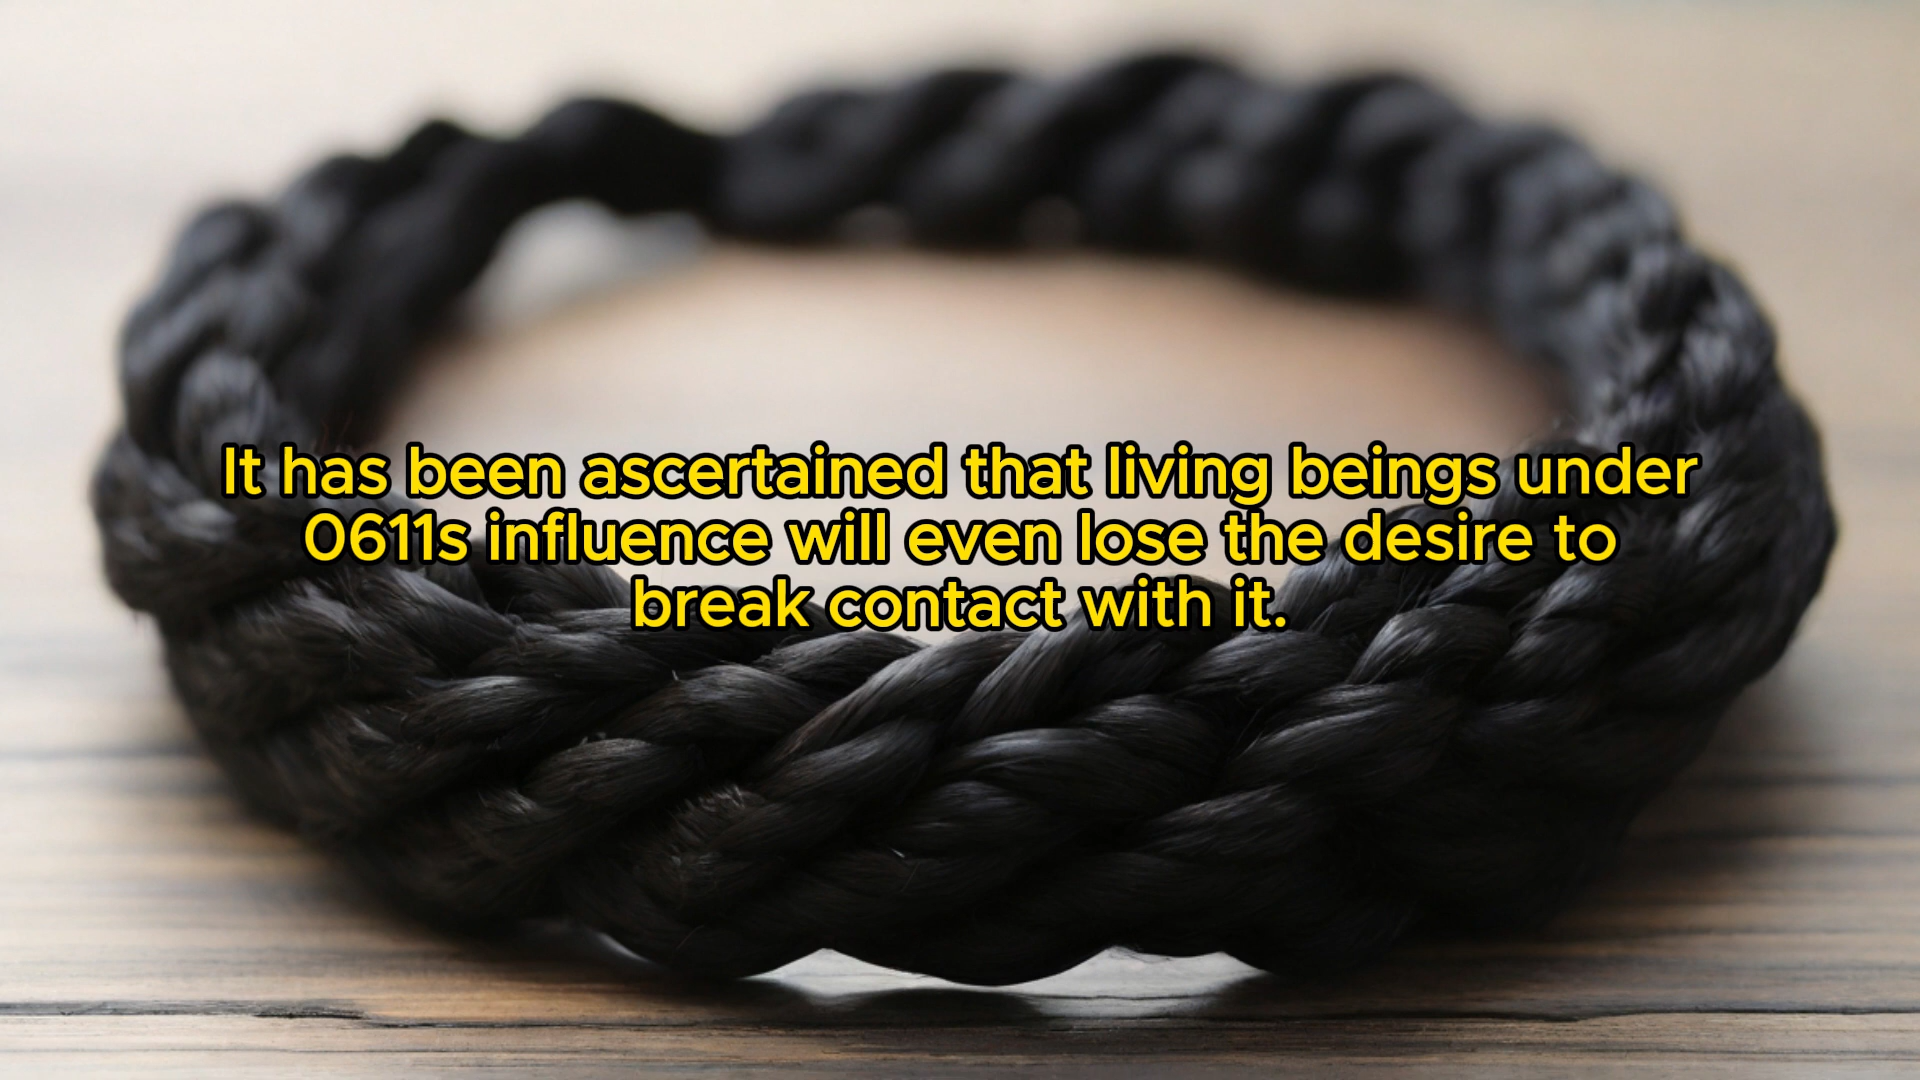 It has been ascertained that living beings under
0611s influence will even lose the desire to
break contact with it.